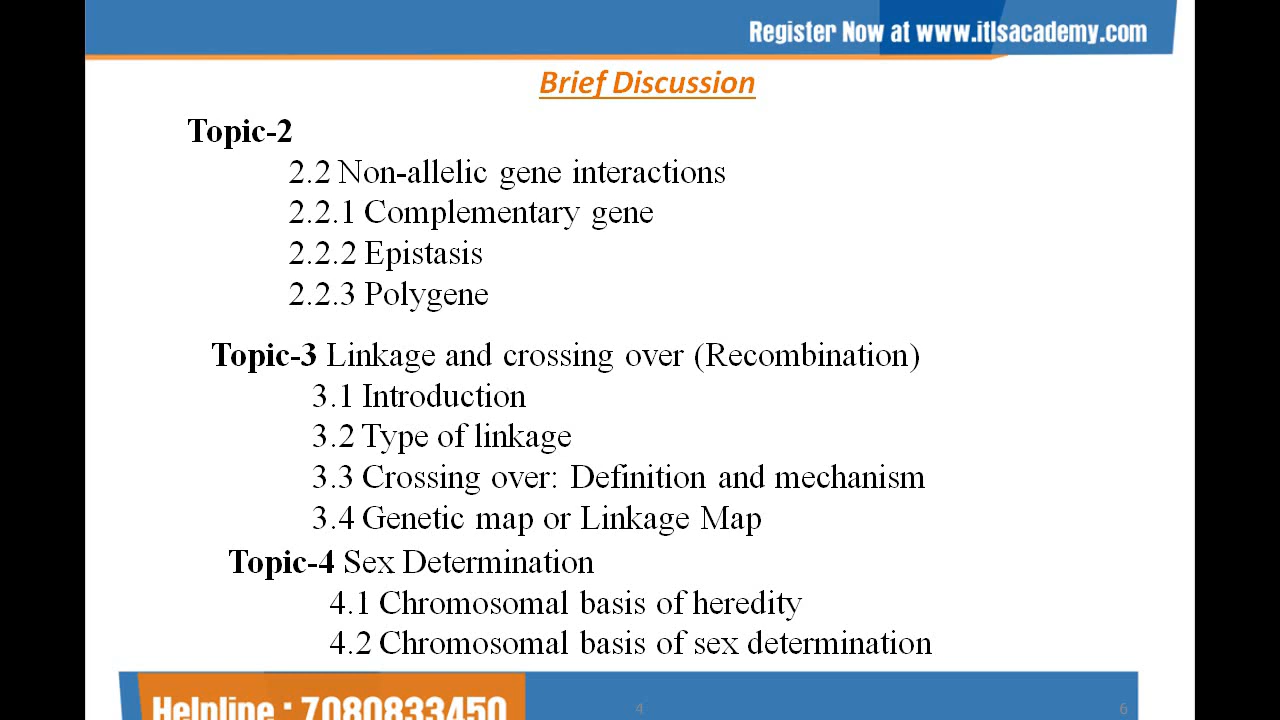 Register Now at www.itlsacademy.com
Brief Discussion
Topic-2
2.2 Non-allelic gene interactions
2.2.1 Complementary gene
2.2.2 Epistasis
2.2.3 Polygene
Topic-3 Linkage and crossing over (Recombination)
3.1 Introduction
3.2 Type of linkage
3.3 Crossing over: Definition and mechanism
3.4 Genetic map or Linkage Map
Topic-4 Sex Determination
4.1 Chromosomal basis of heredity
4.2 Chromosomal basis of sex determination
Helpline : 7080833450
4
6